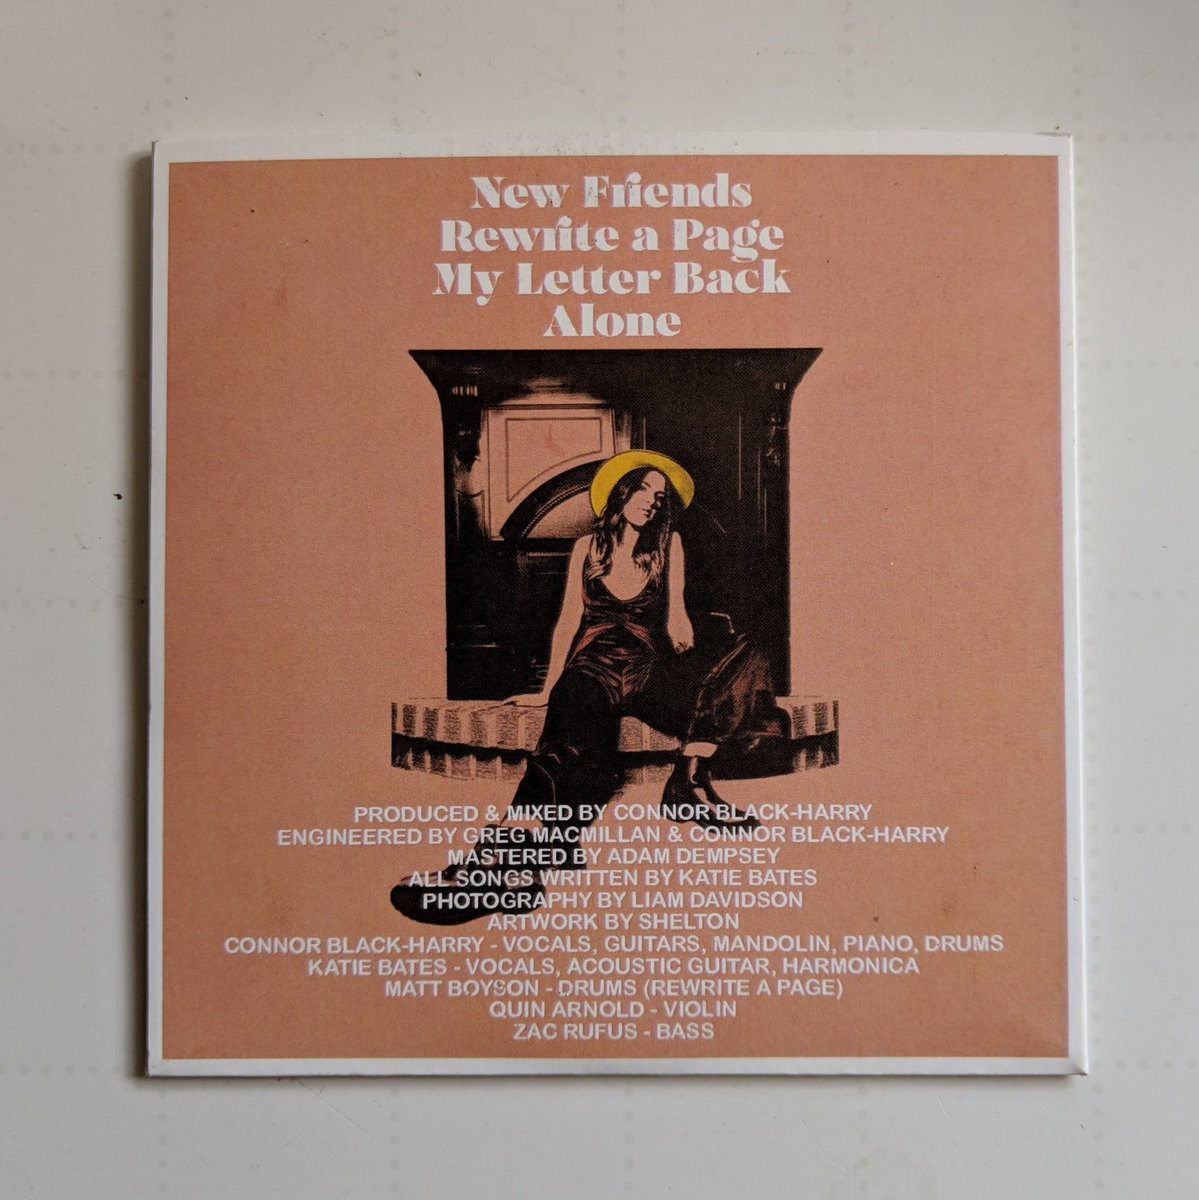 New Friends
Rewrite a Page
My Letter Back
Alone
PRODUCED & MIXED BY CONNOR BLACK-HARRY
ENGINEERED BY GREG MACMILLAN & CONNOR BLACK-HARRY
MASTERED BY ADAM DEMPSEY
ALL SONGS WRITTEN BY KATIE BATES
PHOTOGRAPHY BY LIAM DAVIDSON
ARTWORK BY SHELTON
CONNOR BLACK-HARRY - VOCALS, GUITARS, MANDOLIN, PIANO, DRUMS
KATIE BATES - VOCALS, ACOUSTIC GUITAR, HARMONICA
MATT BOYSON - DRUMS (REWRITE A PAGE)
QUIN ARNOLD - VIOLIN
ZAC RUFUS - BASS